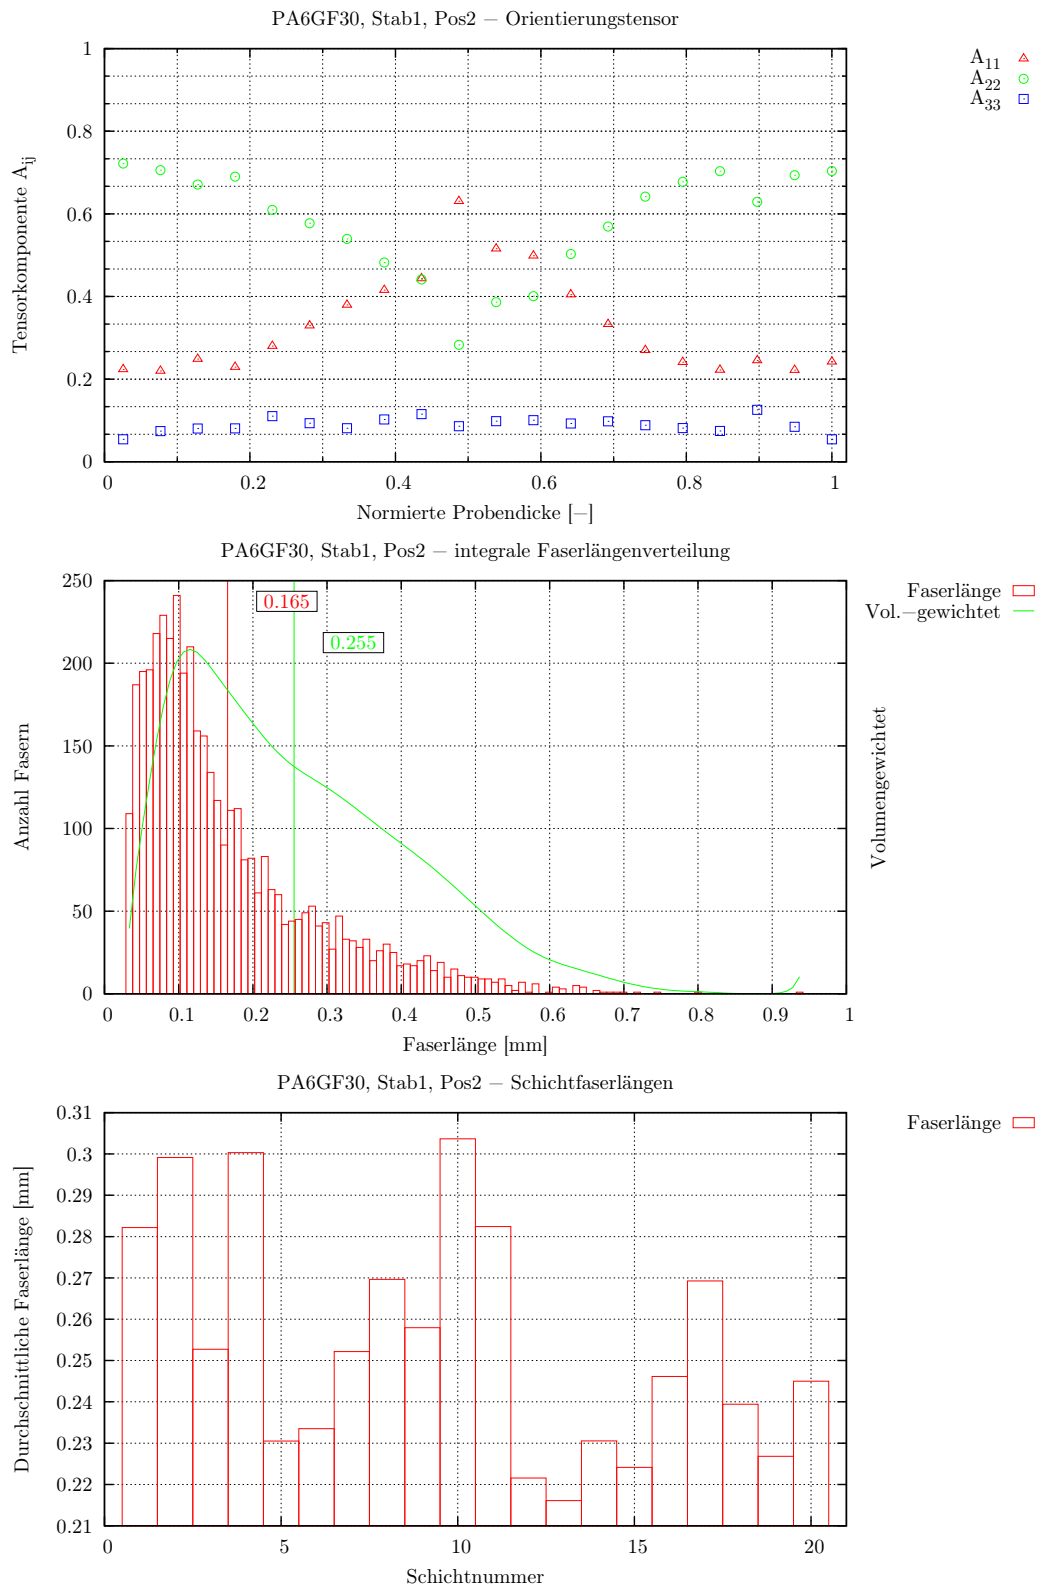 PA6GF30, Stab1, Pos2 − Orientierungstensor
A11
A22
A33
Tensorkomponente Aij
1
0.8
0.6
0.4
0.2
0
0 0.2 0.4 0.6 0.8 1
Normierte Probendicke [−]
PA6GF30, Stab1, Pos2 − integrale Faserlängenverteilung
Faserlänge
Vol.−gewichtet
0.165
0.255
Anzahl Fasern
Volumengewichtet
250
200
150
100
50
0
0 0.1 0.2 0.3 0.4 0.5 0.6 0.7 0.8 0.9 1
Faserlänge [mm]
PA6GF30, Stab1, Pos2 − Schichtfaserlängen
Faserlänge
Durchschnittliche Faserlänge [mm]
0.31
0.3
0.29
0.28
0.27
0.26
0.25
0.24
0.23
0.22
0.21
0 5 10 15 20
Schichtnummer